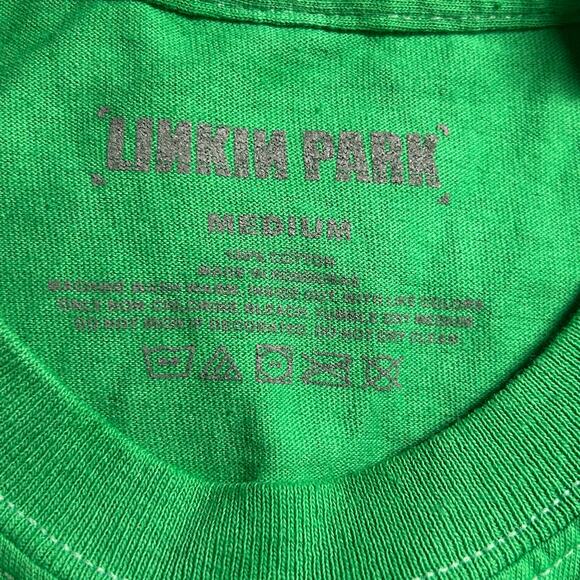 LIИKIИ PARK
MEDIUM
100% COTTON
MADE IN HONDURAS
MACHINE WASH WARM, INSIDE OUT WITH LIKE COLORS.
ONLY NON-CHLORINE BLEACH. TUMBLE DRY MEDIUM.
DO NOT IRON IF DECORATED. DO NOT DRY CLEAN.